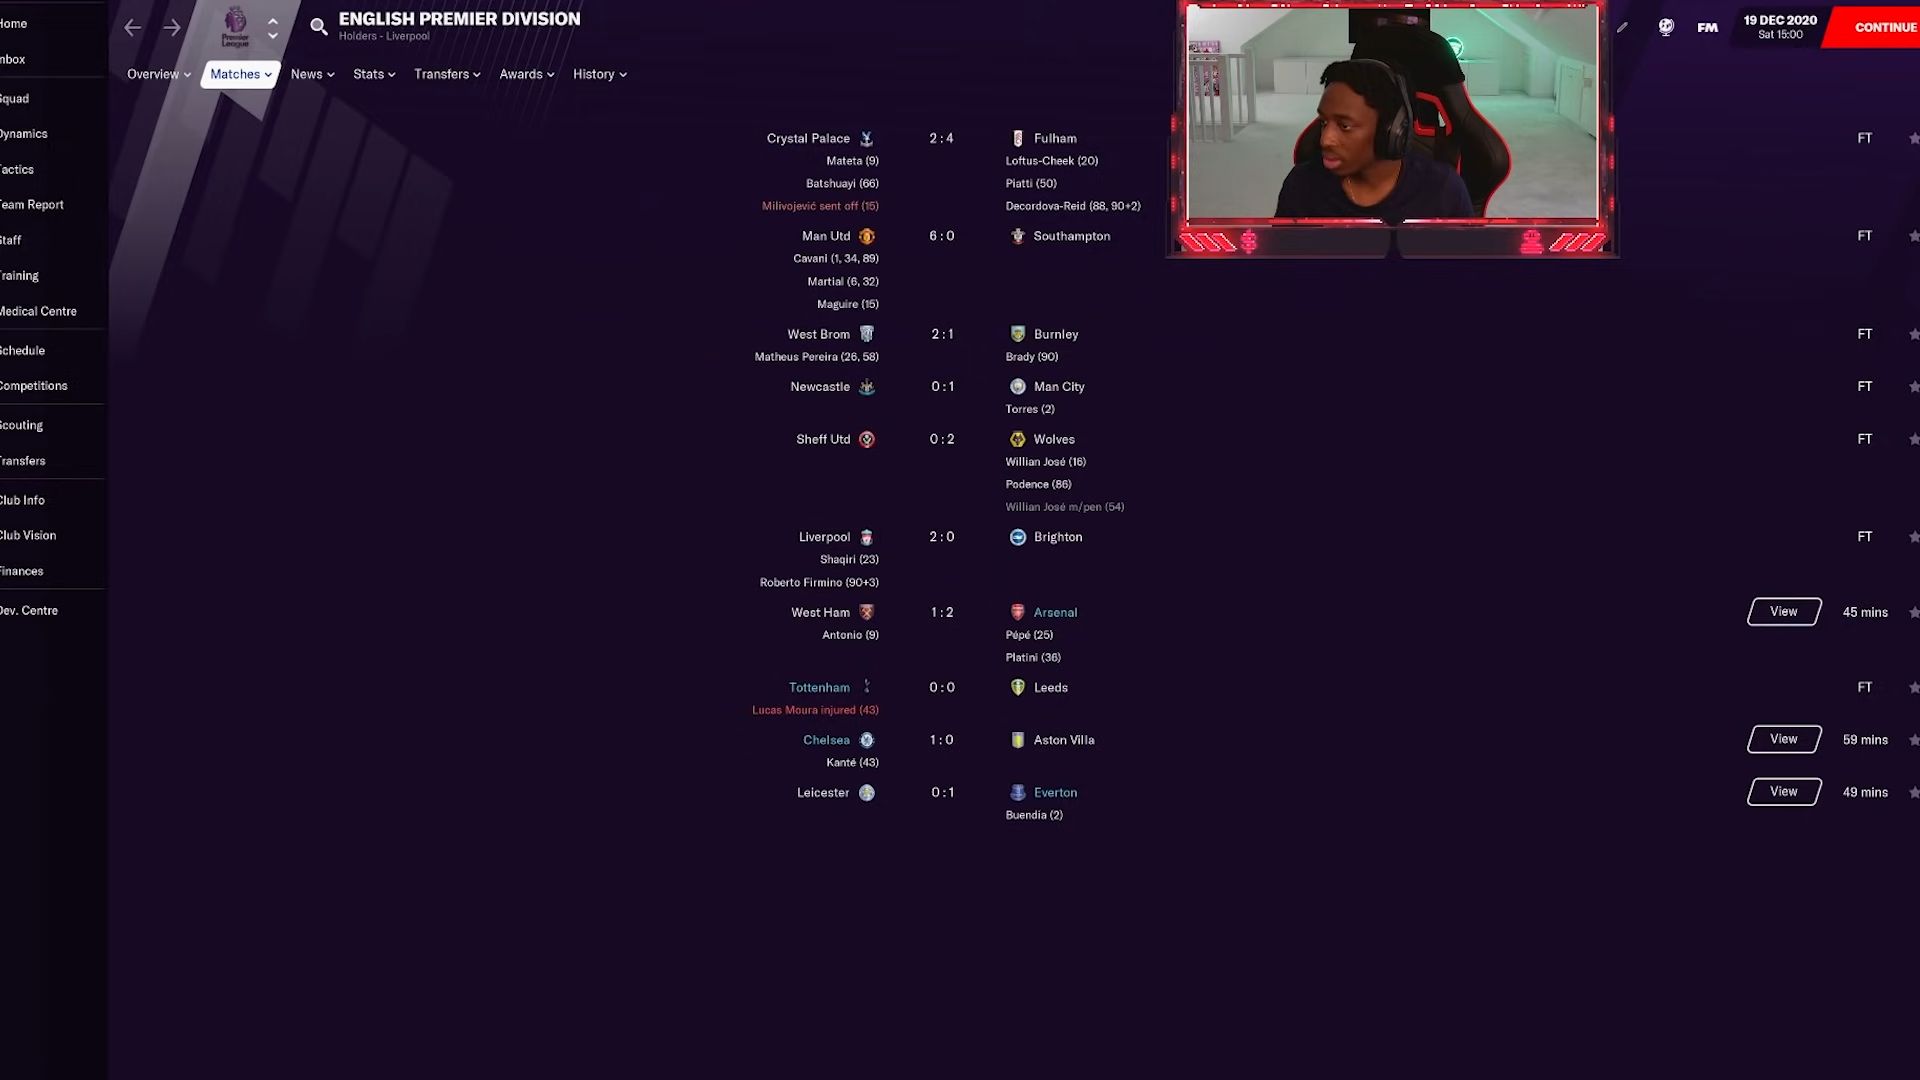 ENGLISH PREMIER DIVISION
Holders - Liverpool
Premier League
FM
19 DEC 2020
Sat 15:00
CONTINUE
Overview
Matches
News
Stats
Transfers
Awards
History
Home
nbox
Squad
Dynamics
Tactics
Team Report
Staff
Training
Medical Centre
Schedule
Competitions
Scouting
Transfers
Club Info
Club Vision
Finances
Dev. Centre
Crystal Palace 2 : 4 Fulham FT
Mateta (9) Loftus-Cheek (20)
Batshuayi (66) Piatti (50)
Milivojević sent off (15) Decordova-Reid (88, 90+2)
Man Utd 6 : 0 Southampton FT
Cavani (1, 34, 89)
Martial (6, 32)
Maguire (15)
West Brom 2 : 1 Burnley FT
Matheus Pereira (26, 58) Brady (90)
Newcastle 0 : 1 Man City FT
Torres (2)
Sheff Utd 0 : 2 Wolves FT
Willian José (16)
Podence (86)
Willian José m/pen (54)
Liverpool 2 : 0 Brighton FT
Shaqiri (23)
Roberto Firmino (90+3)
West Ham 1 : 2 Arsenal View 45 mins
Antonio (9) Pépé (25)
Platini (36)
Tottenham 0 : 0 Leeds FT
Lucas Moura injured (43)
Chelsea 1 : 0 Aston Villa View 59 mins
Kanté (43)
Leicester 0 : 1 Everton View 49 mins
Buendía (2)